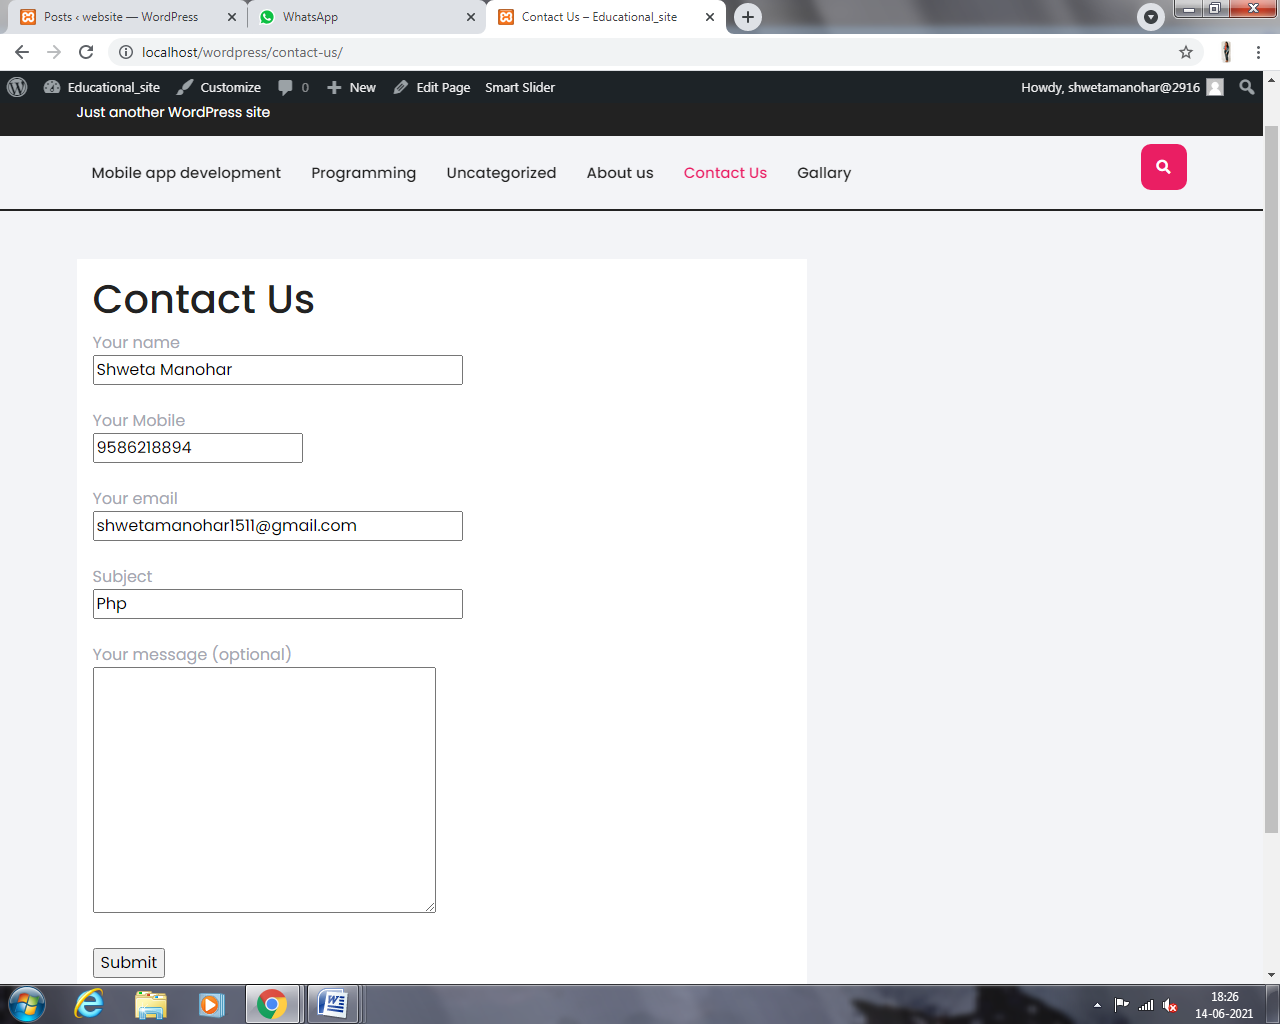 Posts ‹ website — WordPress
WhatsApp
Contact Us – Educational_site
localhost/wordpress/contact-us/
Educational_site Customize 0 New Edit Page Smart Slider Howdy, shwetamanohar@2916
Just another WordPress site
Mobile app development Programming Uncategorized About us Contact Us Gallary
Contact Us
Your name
Shweta Manohar
Your Mobile
9586218894
Your email
shwetamanohar1511@gmail.com
Subject
Php
Your message (optional)
Submit
18:26
14-06-2021